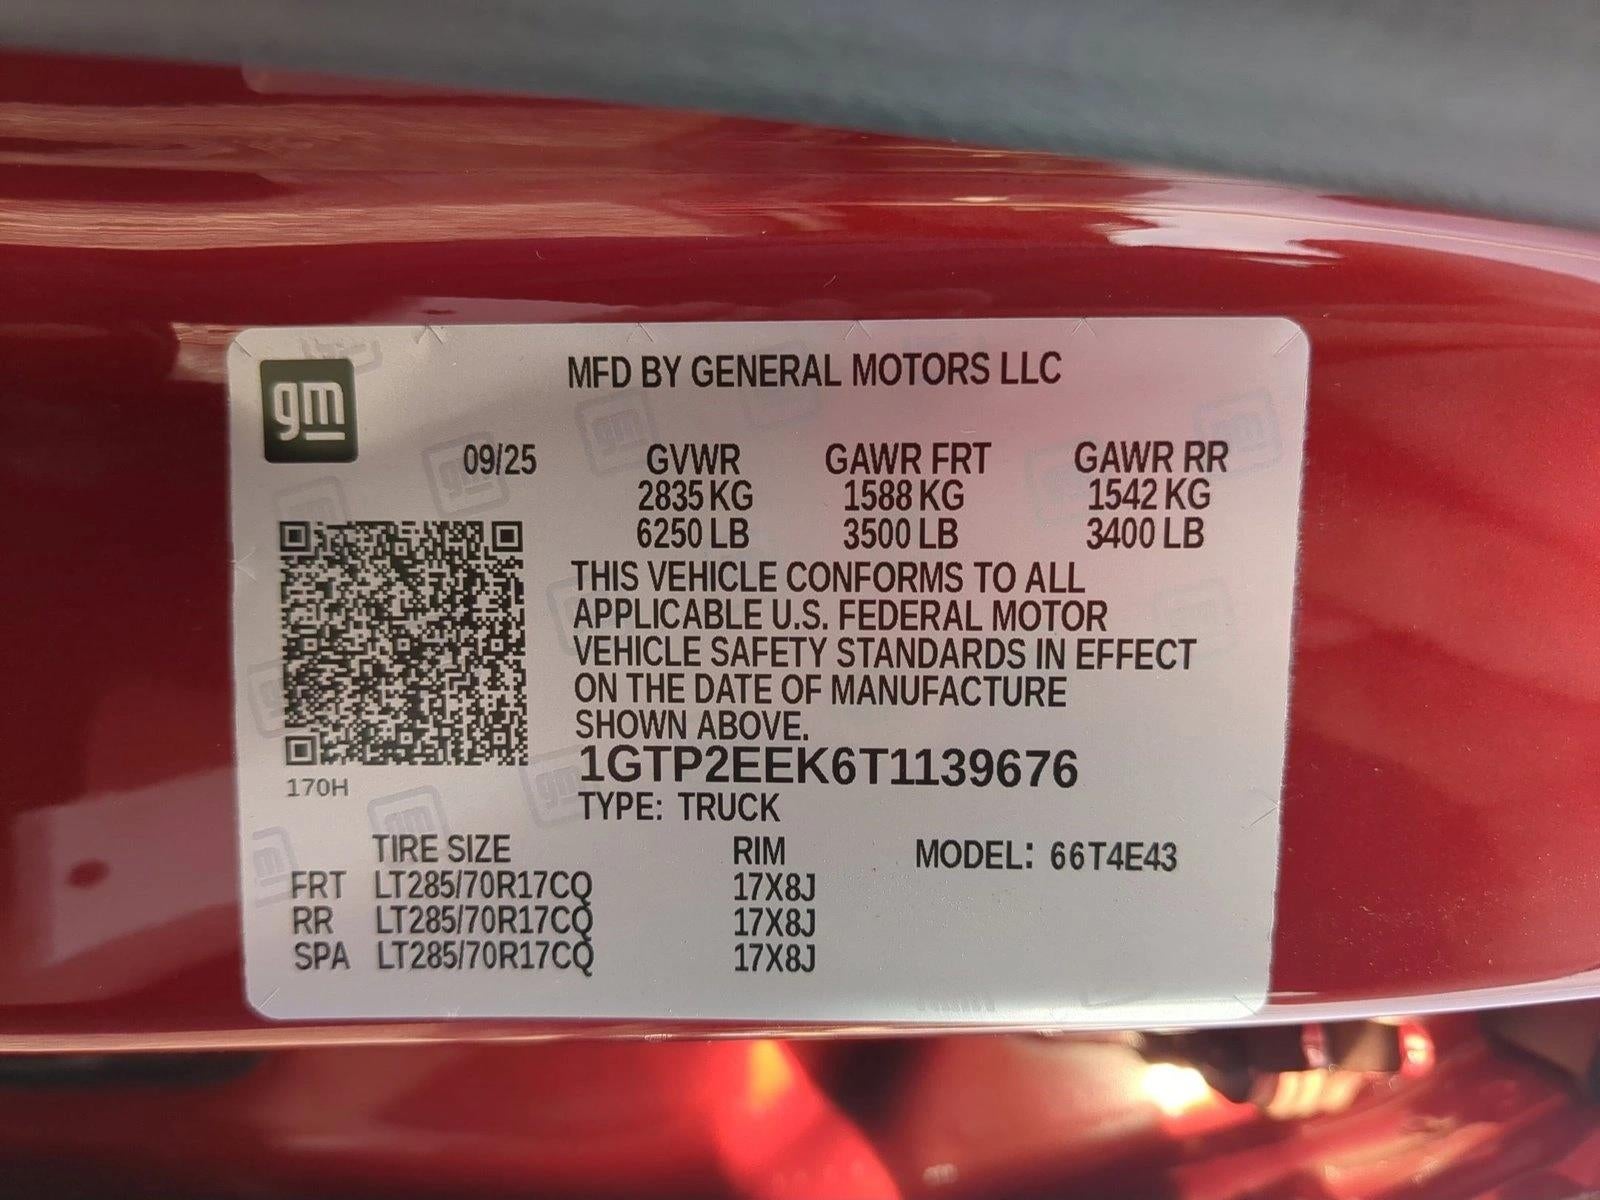 gm
MFD BY GENERAL MOTORS LLC
09/25 GVWR GAWR FRT GAWR RR
2835 KG 1588 KG 1542 KG
6250 LB 3500 LB 3400 LB
THIS VEHICLE CONFORMS TO ALL
APPLICABLE U.S. FEDERAL MOTOR
VEHICLE SAFETY STANDARDS IN EFFECT
ON THE DATE OF MANUFACTURE
SHOWN ABOVE.
1GTP2EEK6T1139676
170H
TYPE: TRUCK
TIRE SIZE RIM MODEL: 66T4E43
FRT LT285/70R17CQ 17X8J
RR LT285/70R17CQ 17X8J
SPA LT285/70R17CQ 17X8J